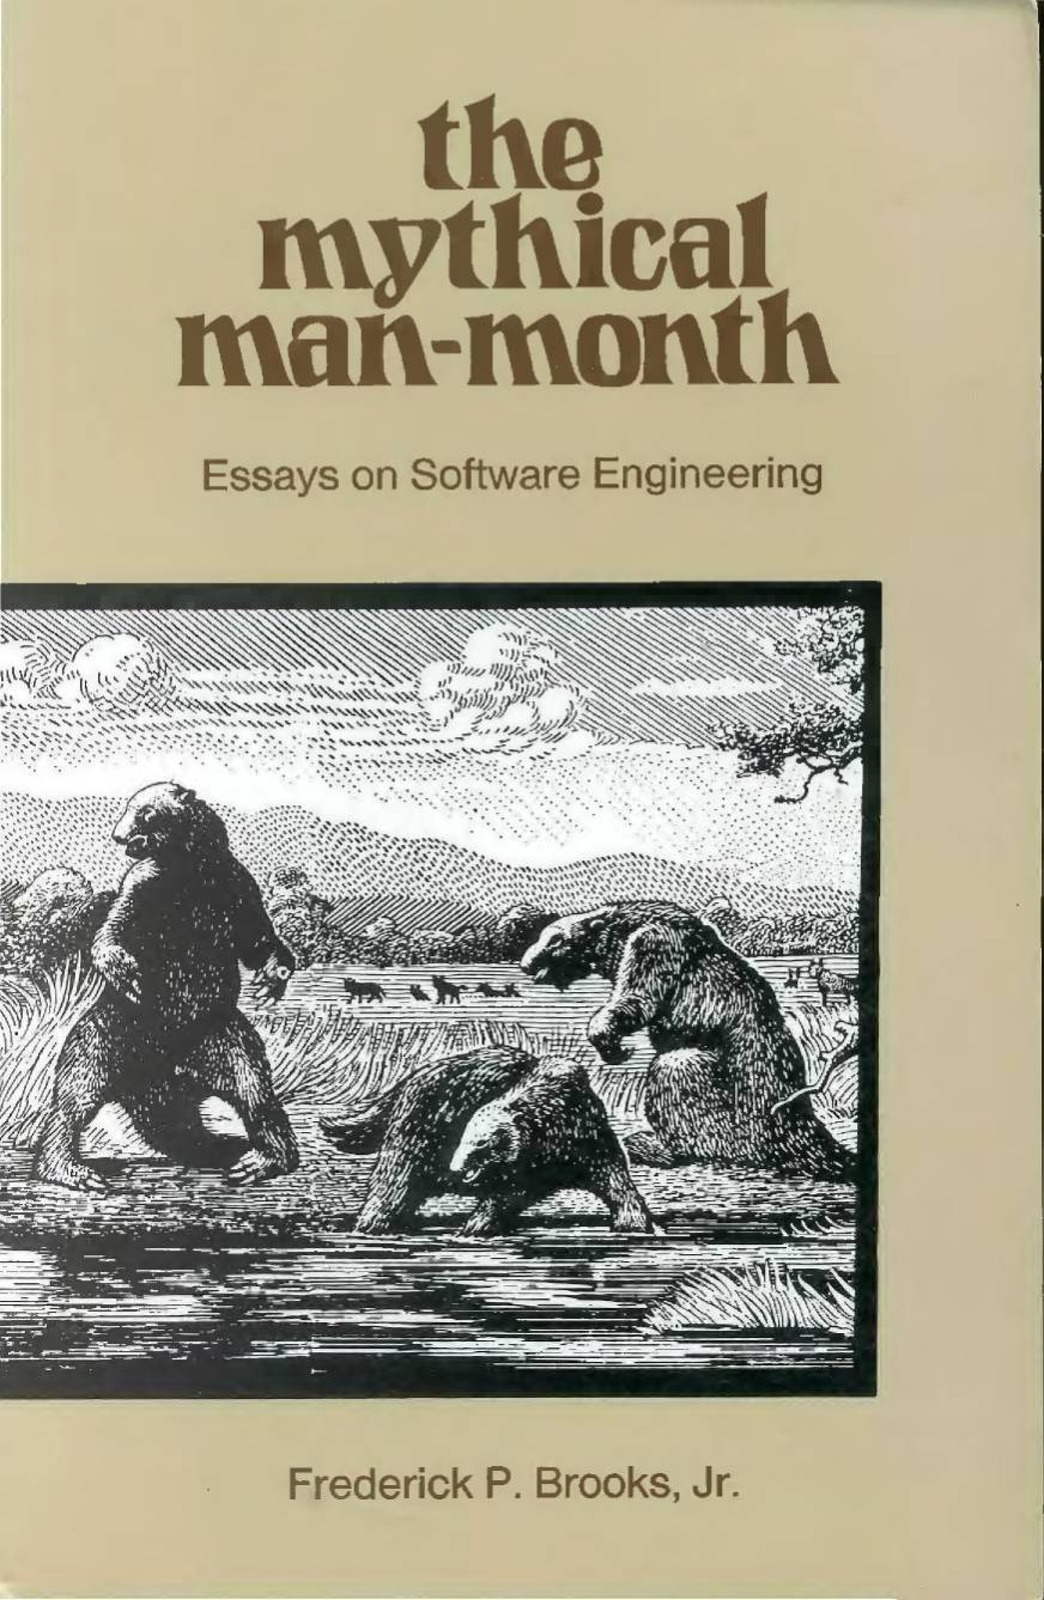 the
mythical
man-month
Essays on Software Engineering
Frederick P. Brooks, Jr.